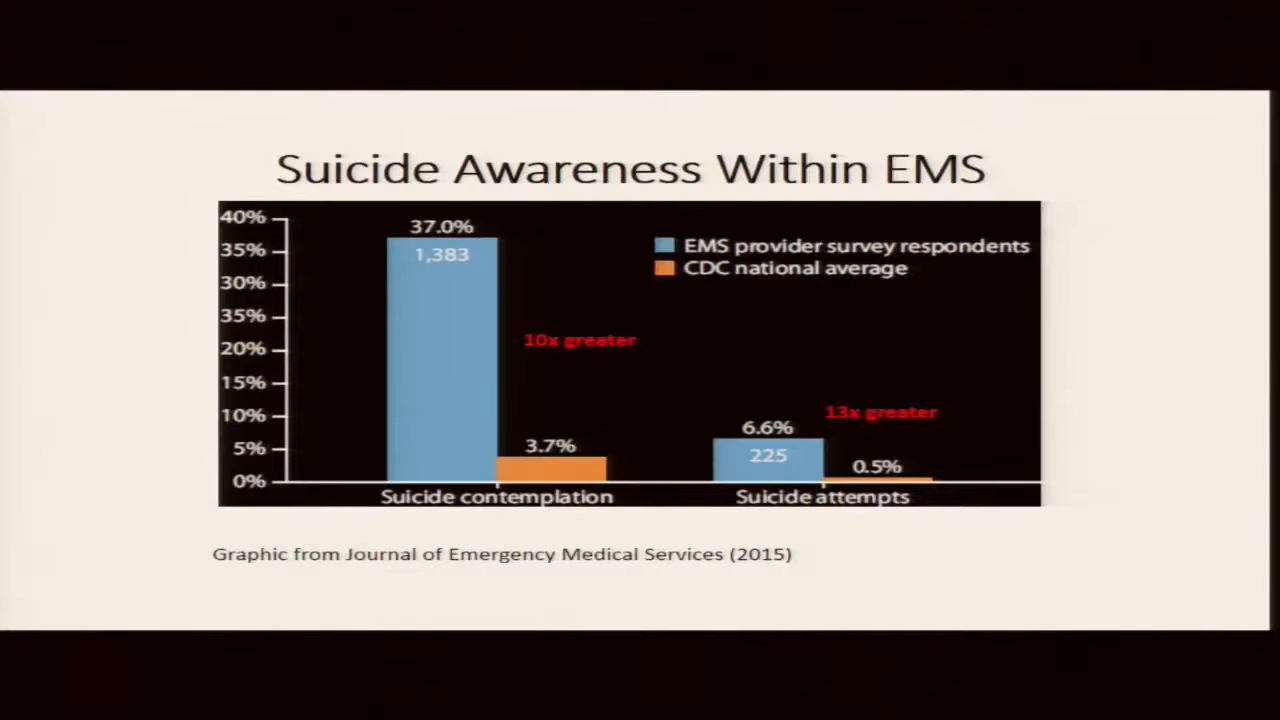 Suicide Awareness Within EMS
40%
35%
30%
35%
20%
15%
10%
5%
0%
37.0%
1,383
10x greater
3.7%
EMS provider survey respondents
CDC national average
13x greater
6.6%
225
0.5%
Suicide contemplation
Suicide attempts
Graphic from Journal of Emergency Medical Services (2015)